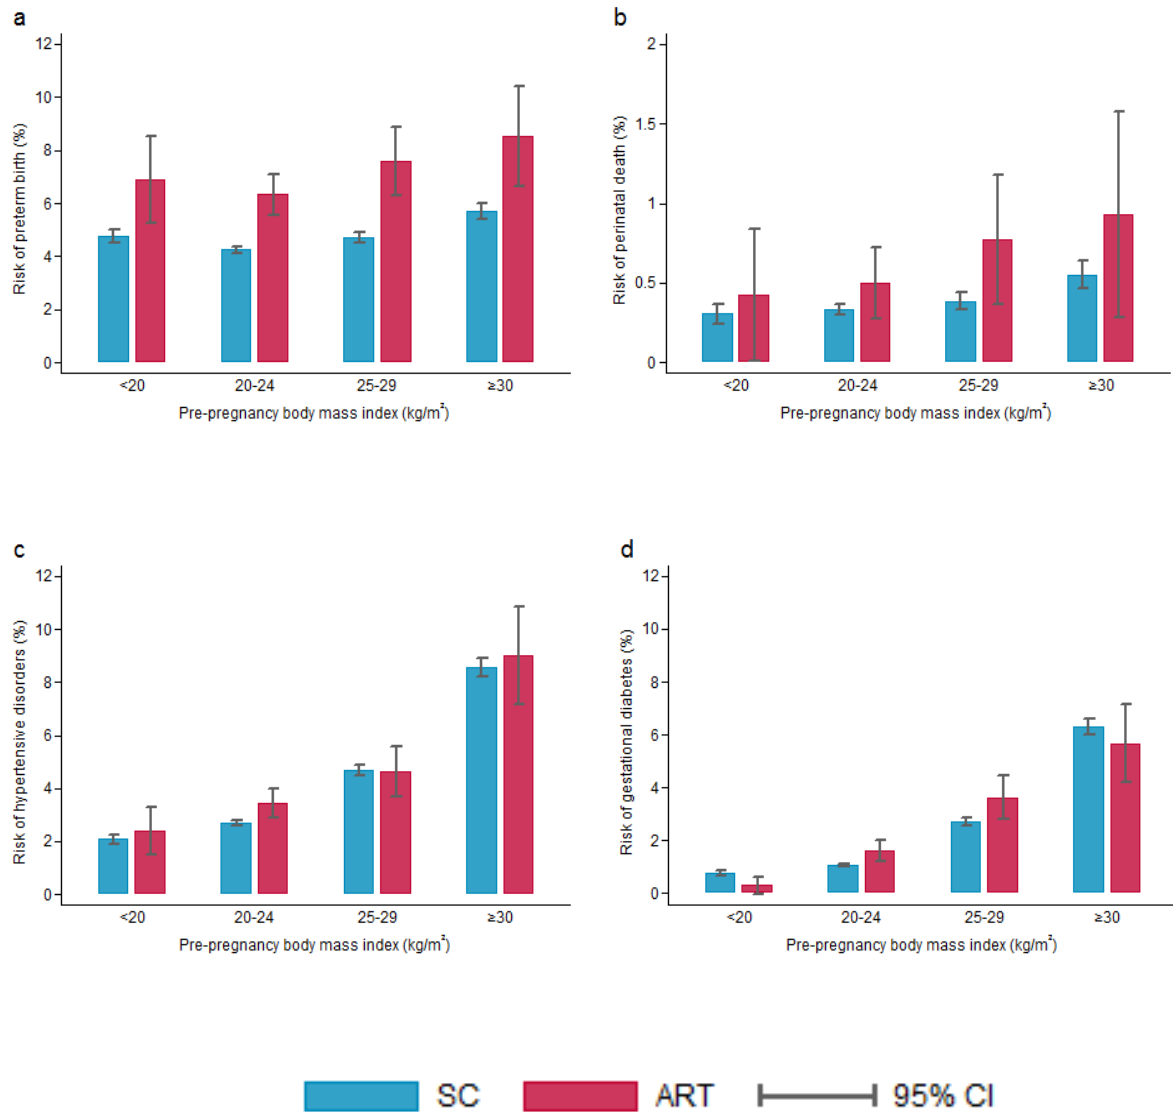 a
Risk of preterm birth (%)
12
10
8
6
4
2
0
<20 20-24 25-29 ≥30
Pre-pregnancy body mass index (kg/m²)
b
Risk of perinatal death (%)
2
1.5
1
0.5
0
<20 20-24 25-29 ≥30
Pre-pregnancy body mass index (kg/m²)
c
Risk of hypertensive disorders (%)
12
10
8
6
4
2
0
<20 20-24 25-29 ≥30
Pre-pregnancy body mass index (kg/m²)
d
Risk of gestational diabetes (%)
12
10
8
6
4
2
0
<20 20-24 25-29 ≥30
Pre-pregnancy body mass index (kg/m²)
SC ART 95% CI